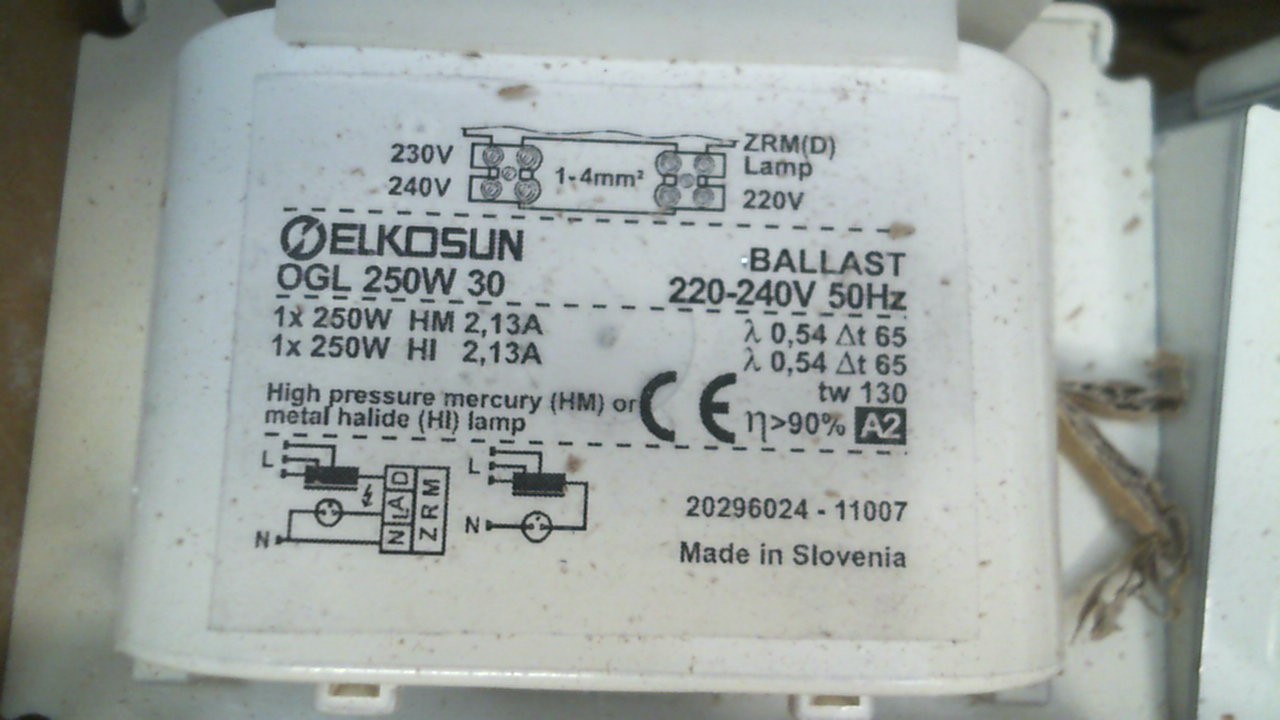 230V
240V
1-4mm²
ZRM(D)
Lamp
220V
ELKOSUN
OGL 250W 30
BALLAST
220-240V 50Hz
1x 250W HM 2,13A
λ 0,54 Δt 65
1x 250W HI 2,13A
λ 0,54 Δt 65
tw 130
High pressure mercury (HM) or
metal halide (HI) lamp
CE
η>90% A2
L
N
N LA D
ZRM
L
N
20296024 - 11007
Made in Slovenia